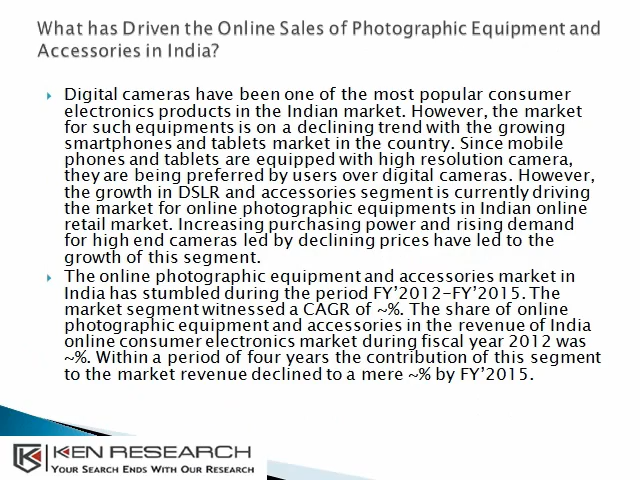 What has Driven the Online Sales of Photographic Equipment and
Accessories in India?
Digital cameras have been one of the most popular consumer
electronics products in the Indian market. However, the market
for such equipments is on a declining trend with the growing
smartphones and tablets market in the country. Since mobile
phones and tablets are equipped with high resolution camera,
they are being preferred by users over digital cameras. However,
the growth in DSLR and accessories segment is currently driving
the market for online photographic equipments in Indian online
retail market. Increasing purchasing power and rising demand
for high end cameras led by declining prices have led to the
growth of this segment.
The online photographic equipment and accessories market in
India has stumbled during the period FY'2012-FY'2015. The
market segment witnessed a CAGR of ~%. The share of online
photographic equipment and accessories in the revenue of India
online consumer electronics market during fiscal year 2012 was
~%. Within a period of four years the contribution of this segment
to the market revenue declined to a mere ~% by FY'2015.
KEN RESEARCH
YOUR SEARCH ENDS WITH OUR RESEARCH